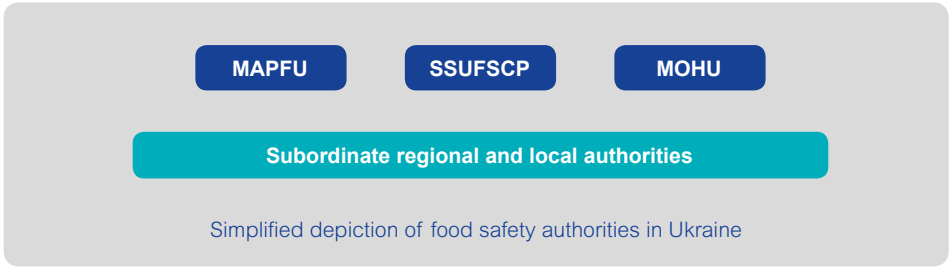 MAPFU SSUFSCP MOHU
Subordinate regional and local authorities
Simplified depiction of food safety authorities in Ukraine